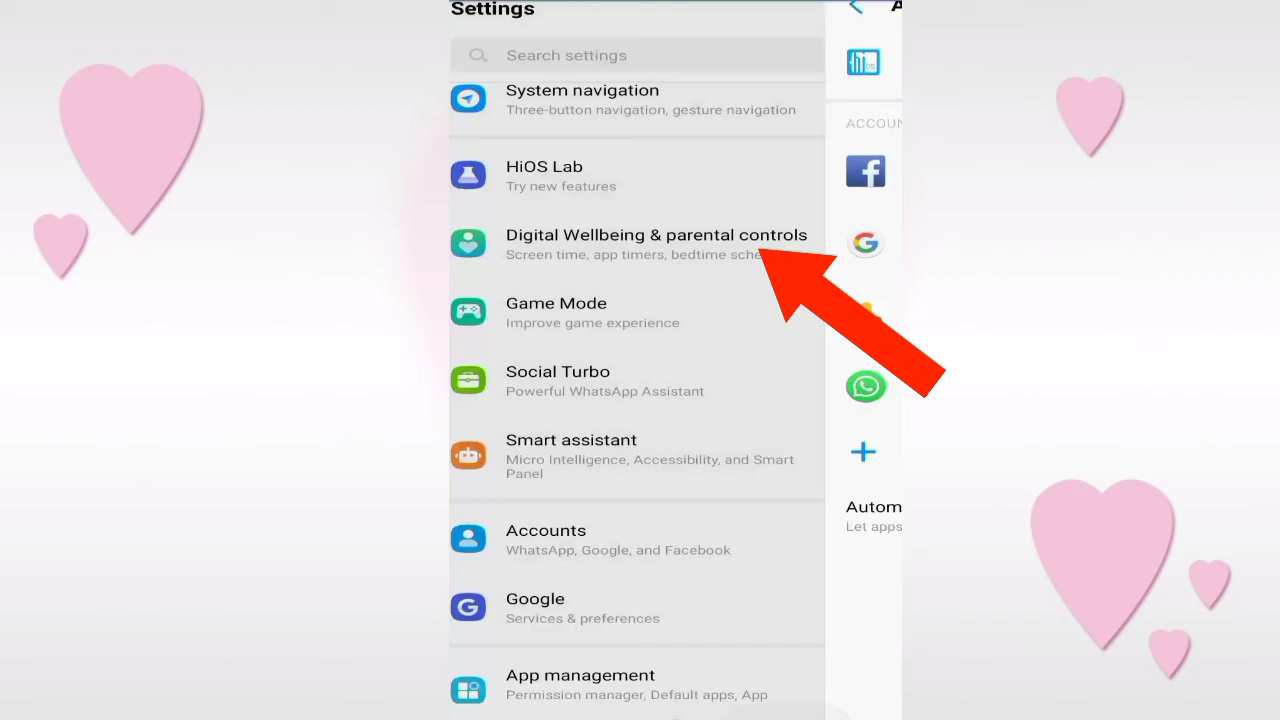 Settings
A
Search settings
System navigation
Three-button navigation, gesture navigation
ACCOUN
HiOS Lab
Try new features
Digital Wellbeing & parental controls
Screen time, app timers, bedtime sche
Game Mode
Improve game experience
Social Turbo
Powerful WhatsApp Assistant
Smart assistant
Micro Intelligence, Accessibility, and Smart
Panel
Autom
Let apps
Accounts
WhatsApp, Google, and Facebook
Google
Services & preferences
App management
Permission manager, Default apps, App